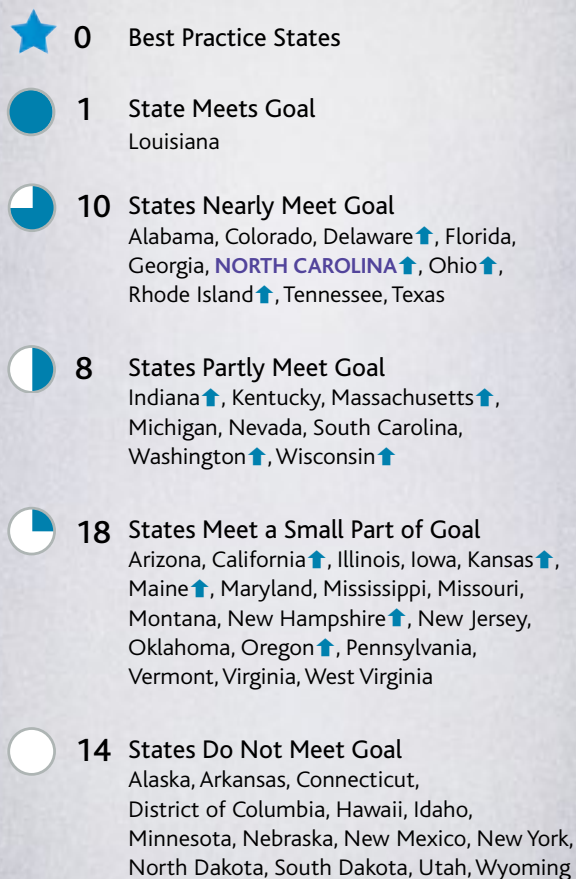 0 Best Practice States
1 State Meets Goal
Louisiana
10 States Nearly Meet Goal
Alabama, Colorado, Delaware⬆, Florida,
Georgia, NORTH CAROLINA⬆, Ohio⬆,
Rhode Island⬆, Tennessee, Texas
8 States Partly Meet Goal
Indiana⬆, Kentucky, Massachusetts⬆,
Michigan, Nevada, South Carolina,
Washington⬆, Wisconsin⬆
18 States Meet a Small Part of Goal
Arizona, California⬆, Illinois, Iowa, Kansas⬆,
Maine⬆, Maryland, Mississippi, Missouri,
Montana, New Hampshire⬆, New Jersey,
Oklahoma, Oregon⬆, Pennsylvania,
Vermont, Virginia, West Virginia
14 States Do Not Meet Goal
Alaska, Arkansas, Connecticut,
District of Columbia, Hawaii, Idaho,
Minnesota, Nebraska, New Mexico, New York,
North Dakota, South Dakota, Utah, Wyoming